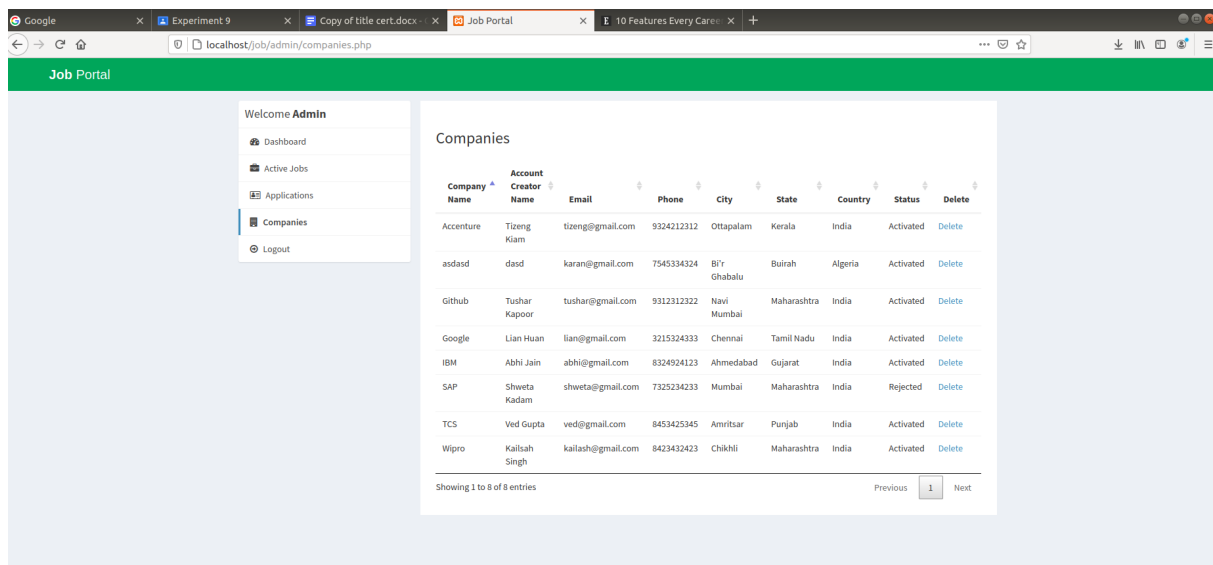 Google
Experiment 9
Copy of title cert.docx -
Job Portal
10 Features Every Caree
localhost/job/admin/companies.php
Job Portal
Welcome Admin
Dashboard
Active Jobs
Applications
Companies
Logout
Companies
Company Name Account Creator Name Email Phone City State Country Status Delete
Accenture Tizeng Kiam tizeng@gmail.com 9324212312 Ottapalam Kerala India Activated Delete
asdasd dasd karan@gmail.com 7545334324 Bi'r Ghabalu Buirah Algeria Activated Delete
Github Tushar Kapoor tushar@gmail.com 9312312322 Navi Mumbai Maharashtra India Activated Delete
Google Lian Huan lian@gmail.com 3215324333 Chennai Tamil Nadu India Activated Delete
IBM Abhi Jain abhi@gmail.com 8324924123 Ahmedabad Gujarat India Activated Delete
SAP Shweta Kadam shweta@gmail.com 7325234233 Mumbai Maharashtra India Rejected Delete
TCS Ved Gupta ved@gmail.com 8453425345 Amritsar Punjab India Activated Delete
Wipro Kailsah Singh kailash@gmail.com 8423432423 Chikhli Maharashtra India Activated Delete
Showing 1 to 8 of 8 entries
Previous 1 Next